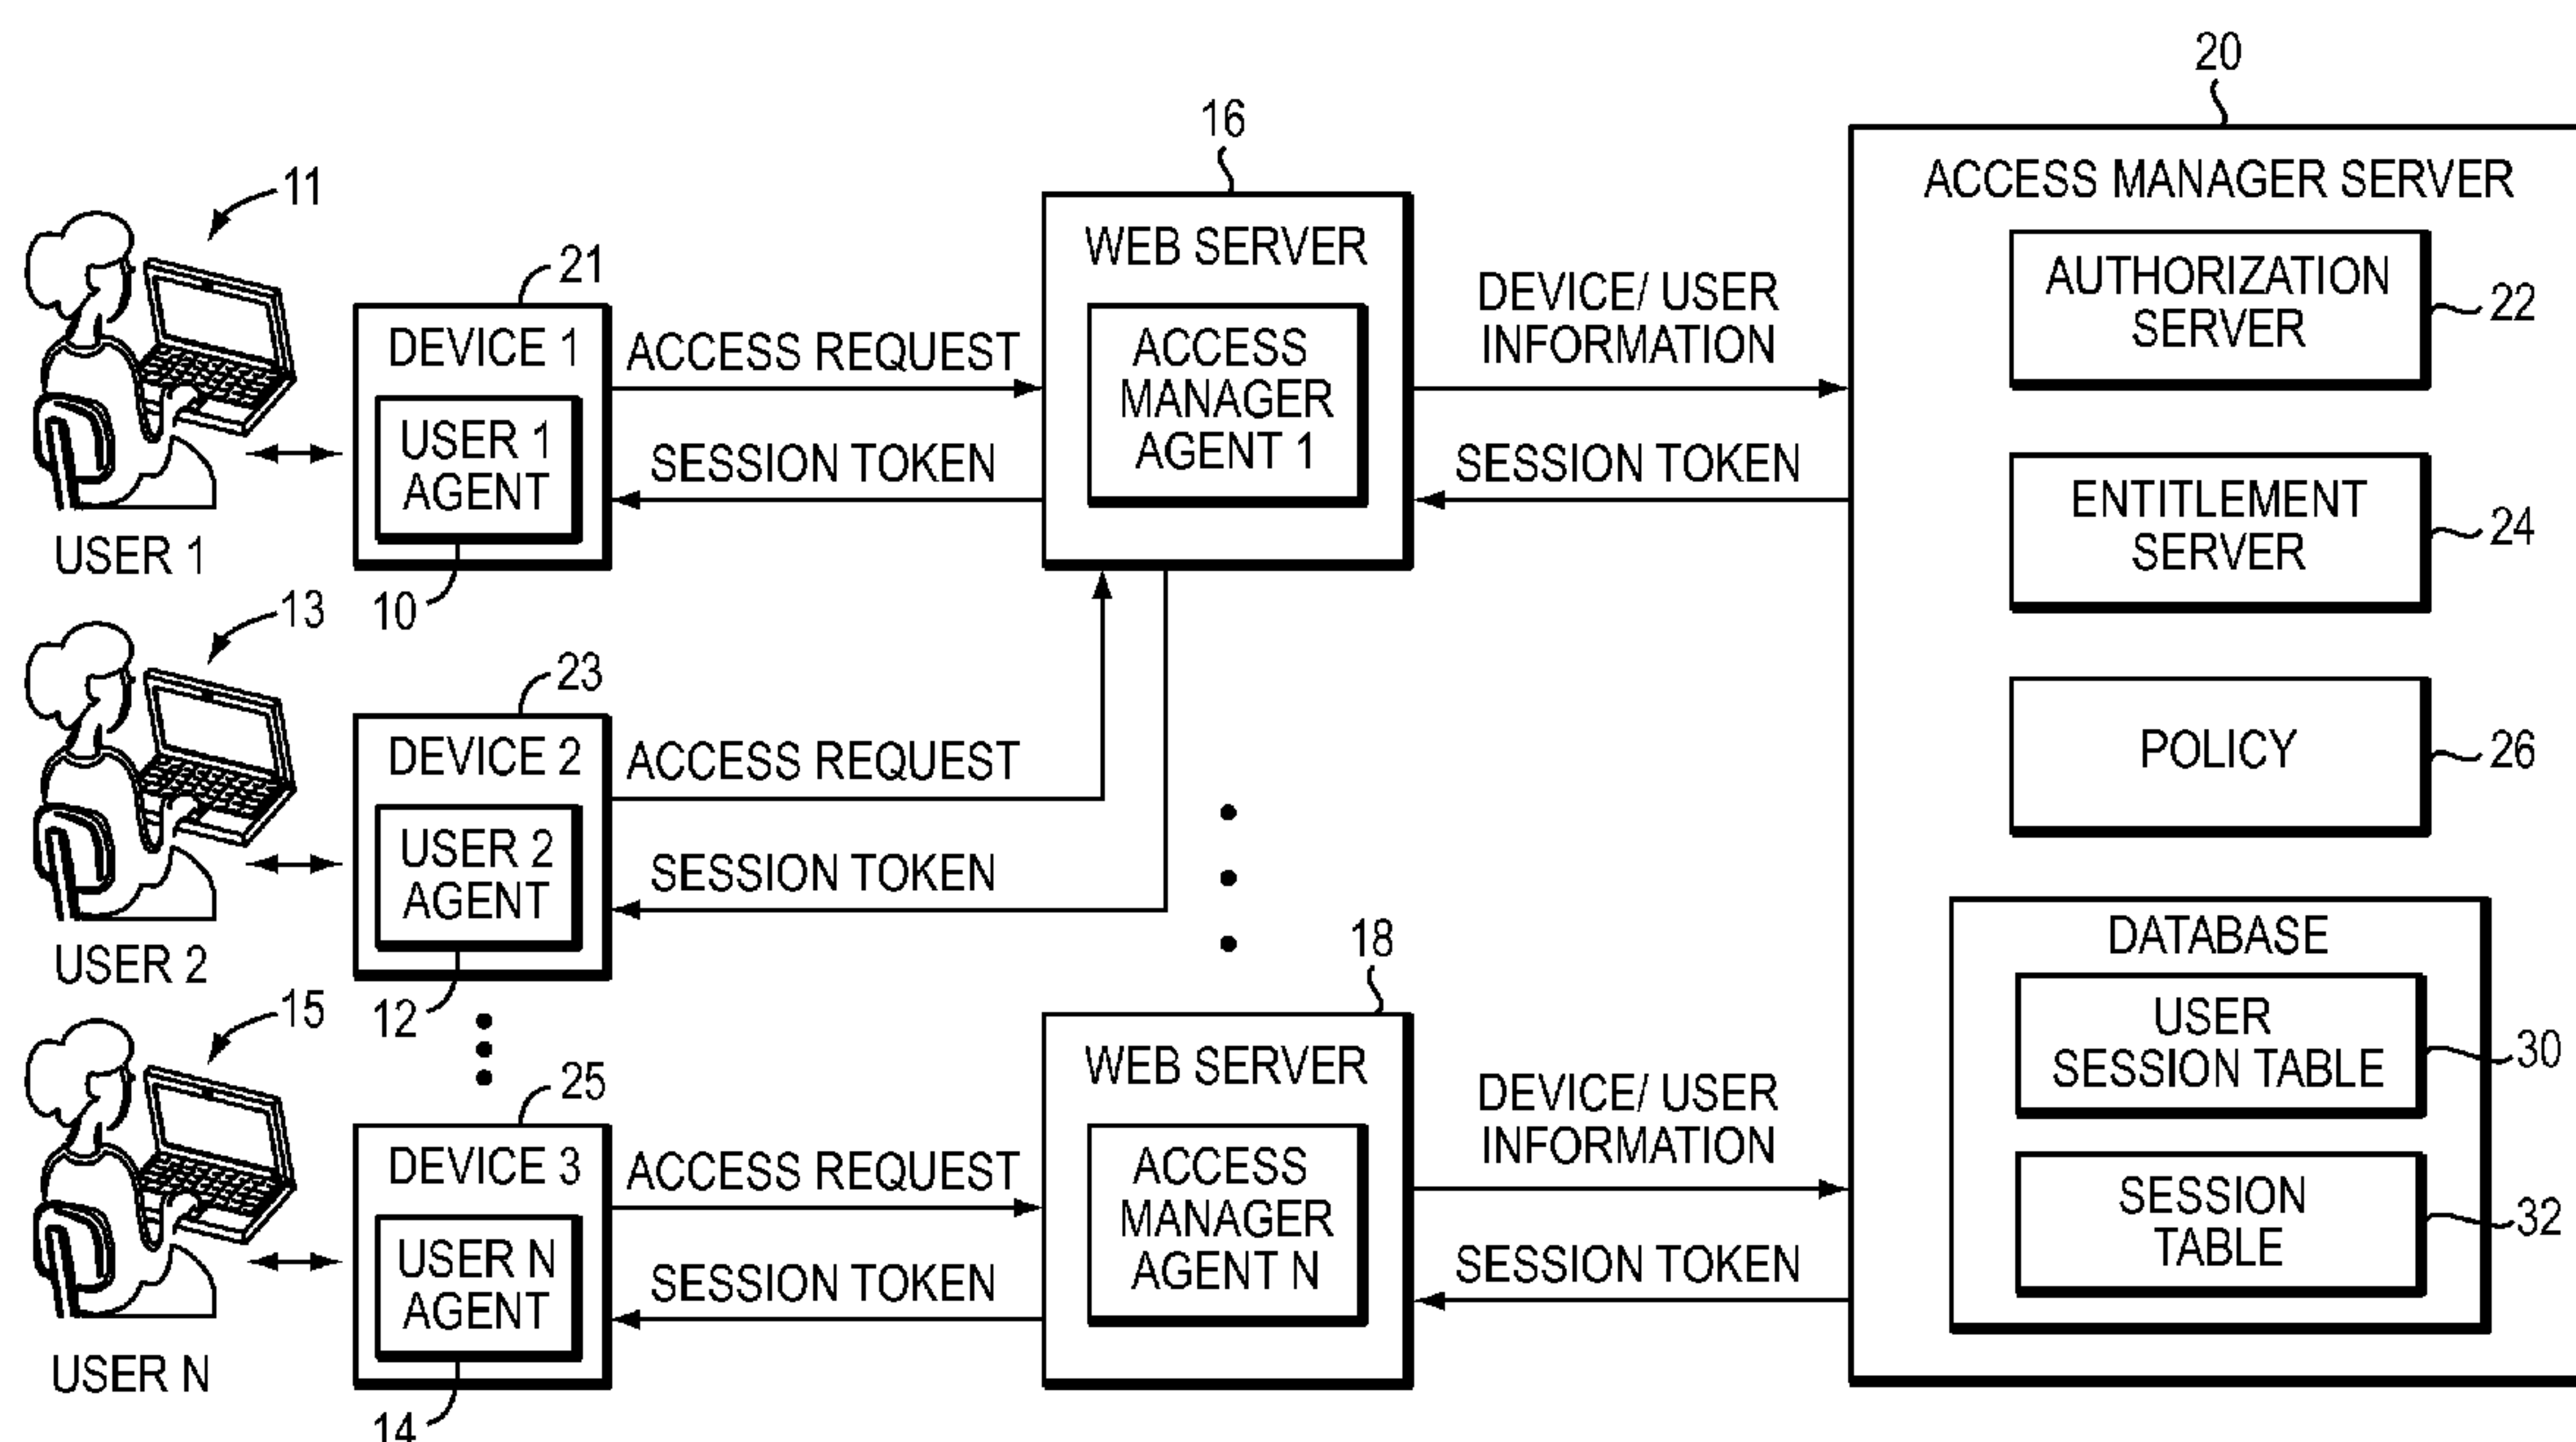 20
16
ACCESS MANAGER SERVER
11
WEB SERVER
21
AUTHORIZATION
SERVER
22
DEVICE/ USER
INFORMATION
DEVICE 1
ACCESS REQUEST
ACCESS
MANAGER
AGENT 1
USER 1
AGENT
SESSION TOKEN
SESSION TOKEN
ENTITLEMENT
SERVER
24
USER 1
10
13
23
DEVICE 2
ACCESS REQUEST
POLICY
26
USER 2
AGENT
SESSION TOKEN
USER 2
12
18
DATABASE
USER
SESSION TABLE
30
15
25
WEB SERVER
DEVICE/ USER
INFORMATION
DEVICE 3
ACCESS REQUEST
ACCESS
MANAGER
AGENT N
SESSION
TABLE
32
USER N
AGENT
SESSION TOKEN
SESSION TOKEN
USER N
14